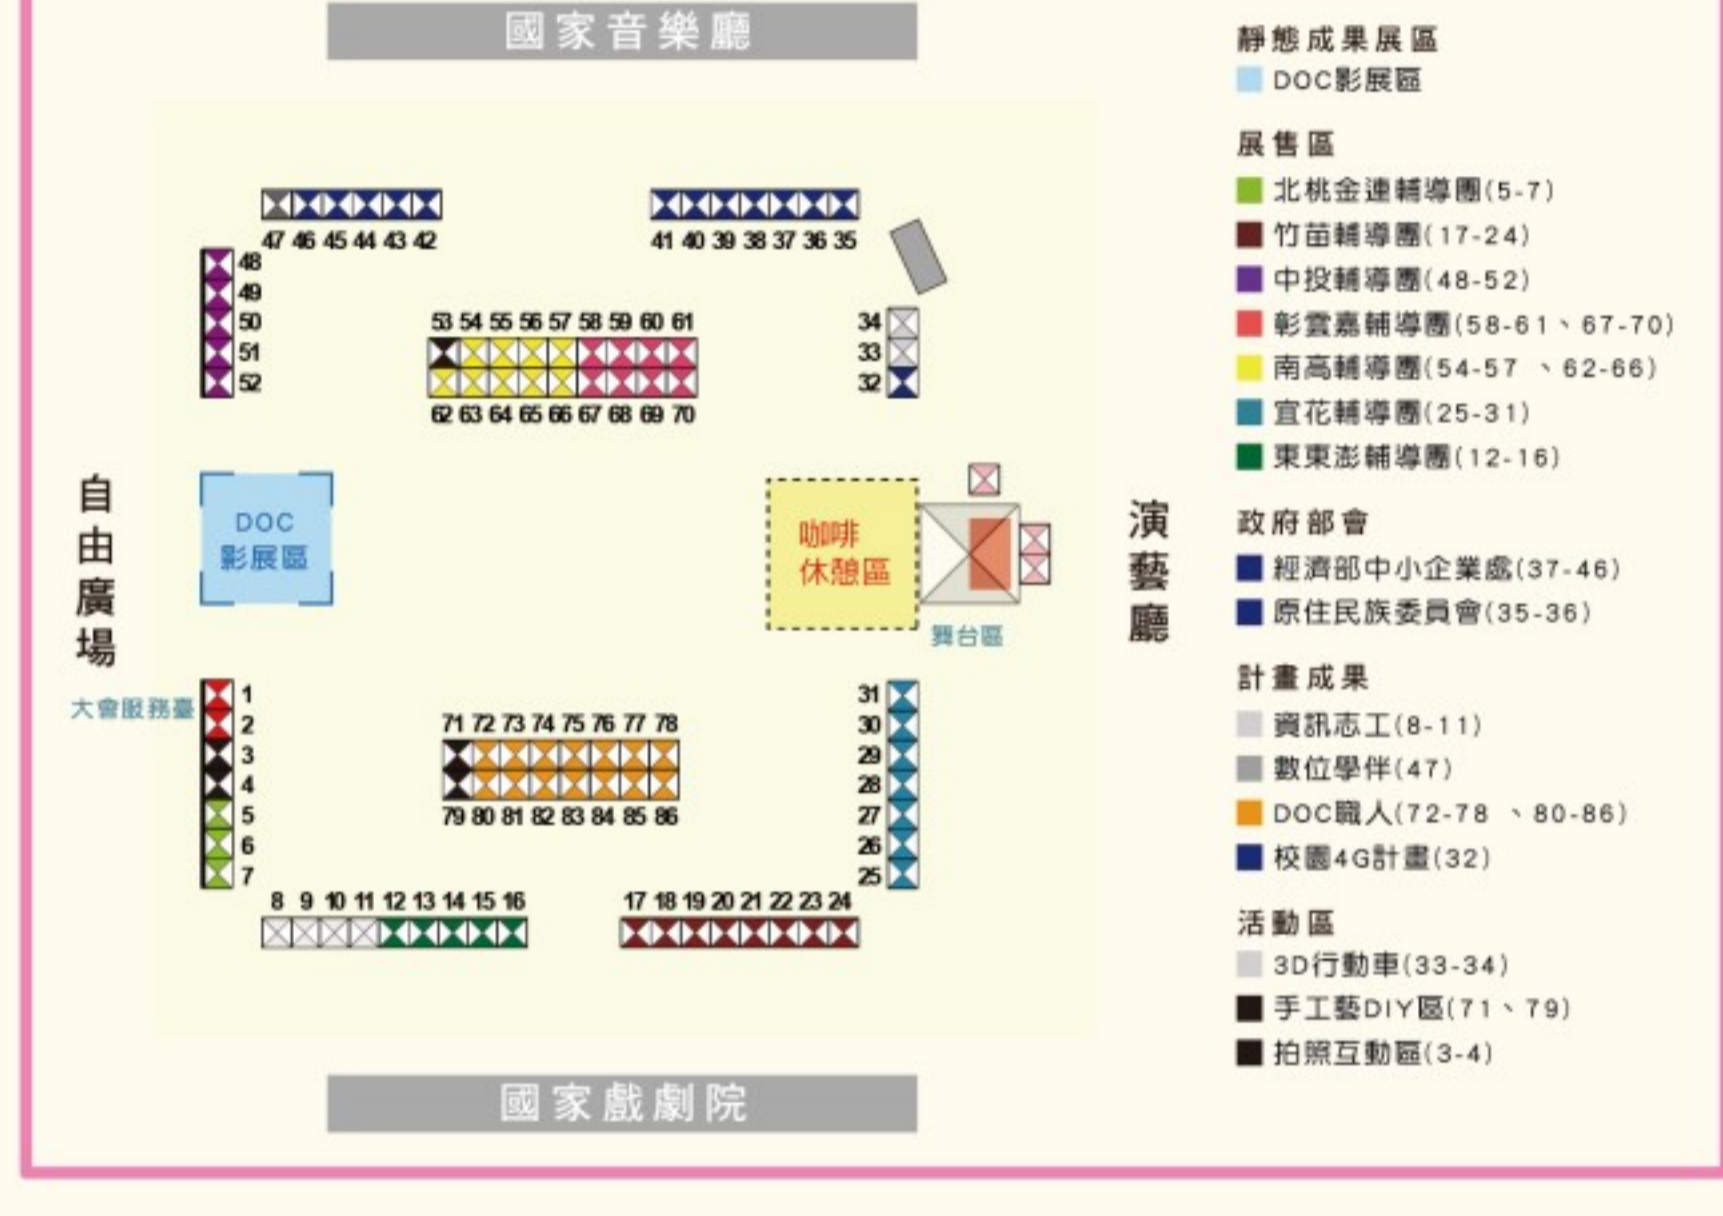 國家音樂廳
47 46 45 44 43 42
41 40 39 38 37 36 35
48
49
50
51
52
53 54 55 56 57 58 59 60 61
62 63 64 65 66 67 68 69 70
34
33
32
自由廣場
DOC
影展區
咖啡
休憩區
舞台區
演藝廳
大會服務臺
1
2
3
4
5
6
7
71 72 73 74 75 76 77 78
79 80 81 82 83 84 85 86
31
30
29
28
27
26
25
8 9 10 11 12 13 14 15 16
17 18 19 20 21 22 23 24
國家戲劇院
靜態成果展區
DOC影展區
展售區
北桃金連輔導團(5-7)
竹苗輔導團(17-24)
中投輔導團(48-52)
彰雲嘉輔導團(58-61、67-70)
南高輔導團(54-57 、62-66)
宜花輔導團(25-31)
東東澎輔導團(12-16)
政府部會
經濟部中小企業處(37-46)
原住民族委員會(35-36)
計畫成果
資訊志工(8-11)
數位學伴(47)
DOC職人(72-78 、80-86)
校園4G計畫(32)
活動區
3D行動車(33-34)
手工藝DIY區(71、79)
拍照互動區(3-4)